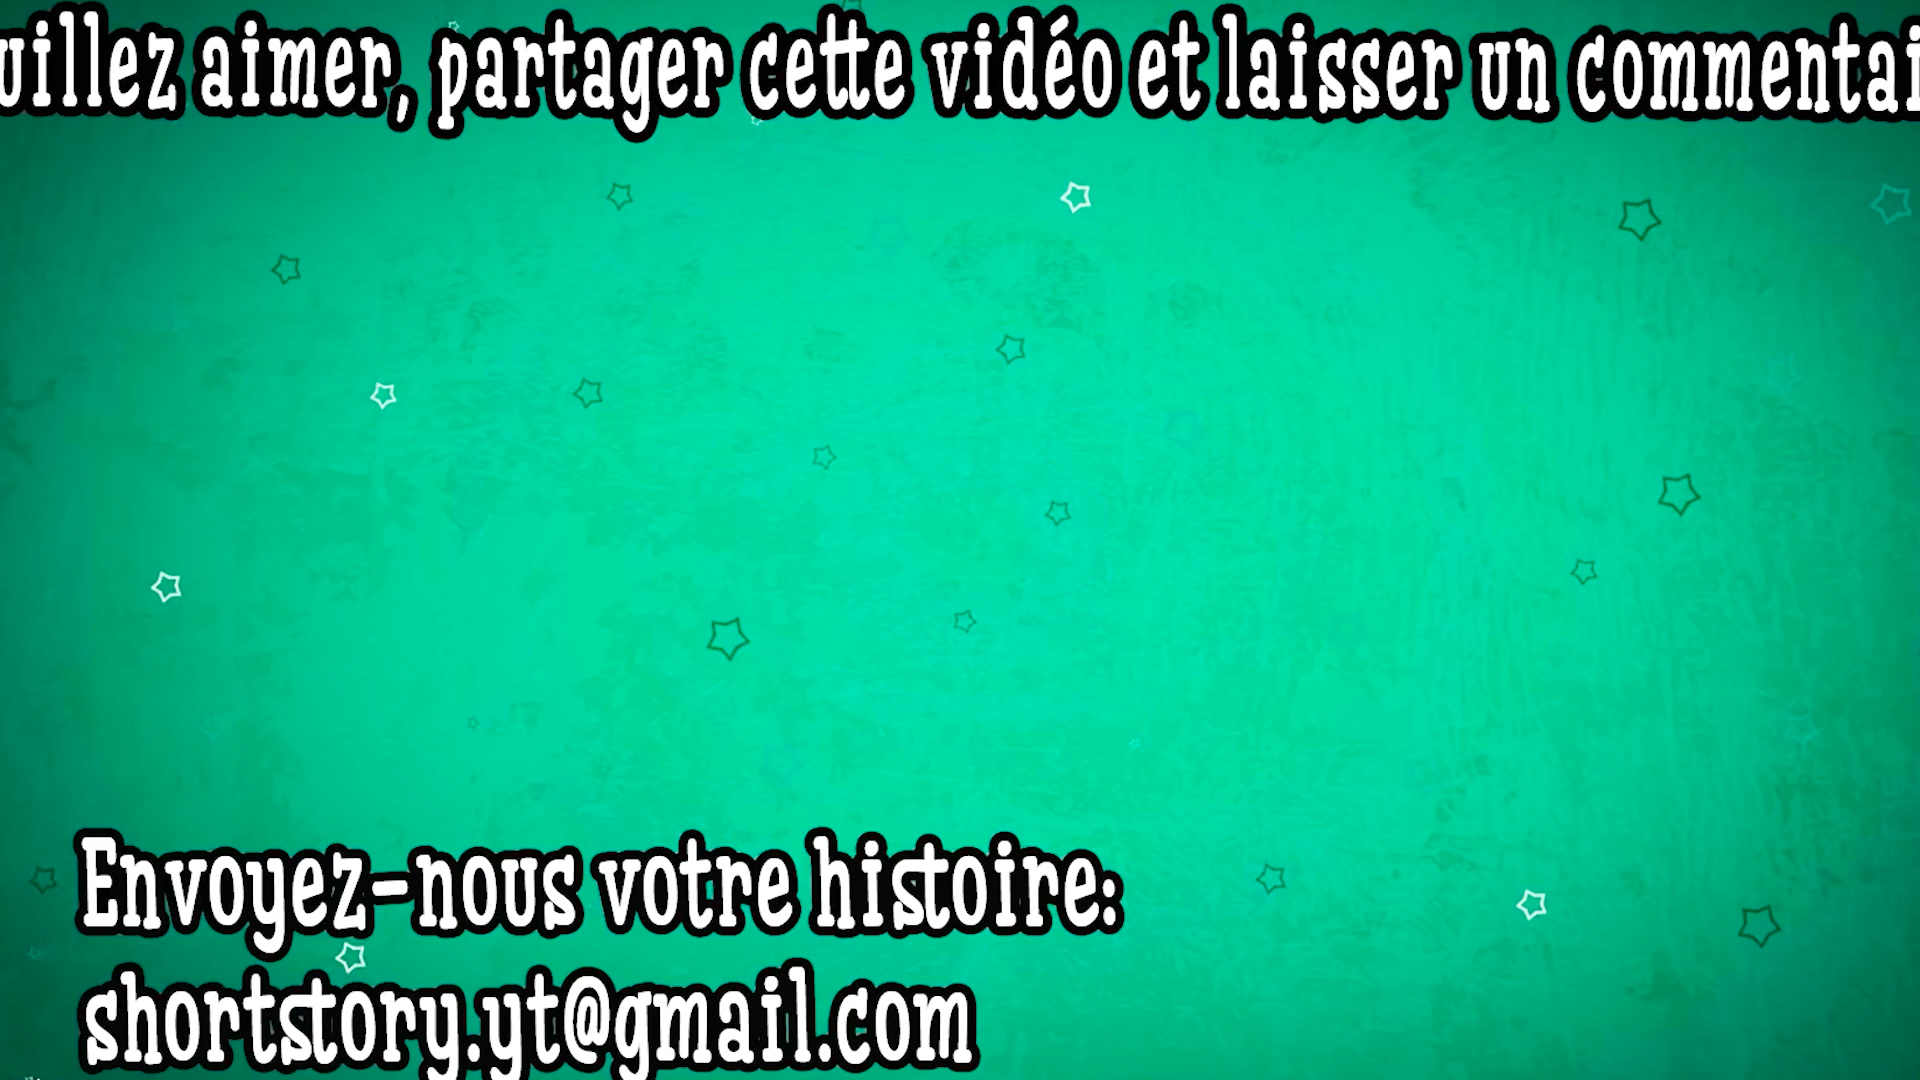 uillez aimer, partager cette vidéo et laisser un commentai
Envoyez-nous votre histoire:
shortstory.yt@gmail.com